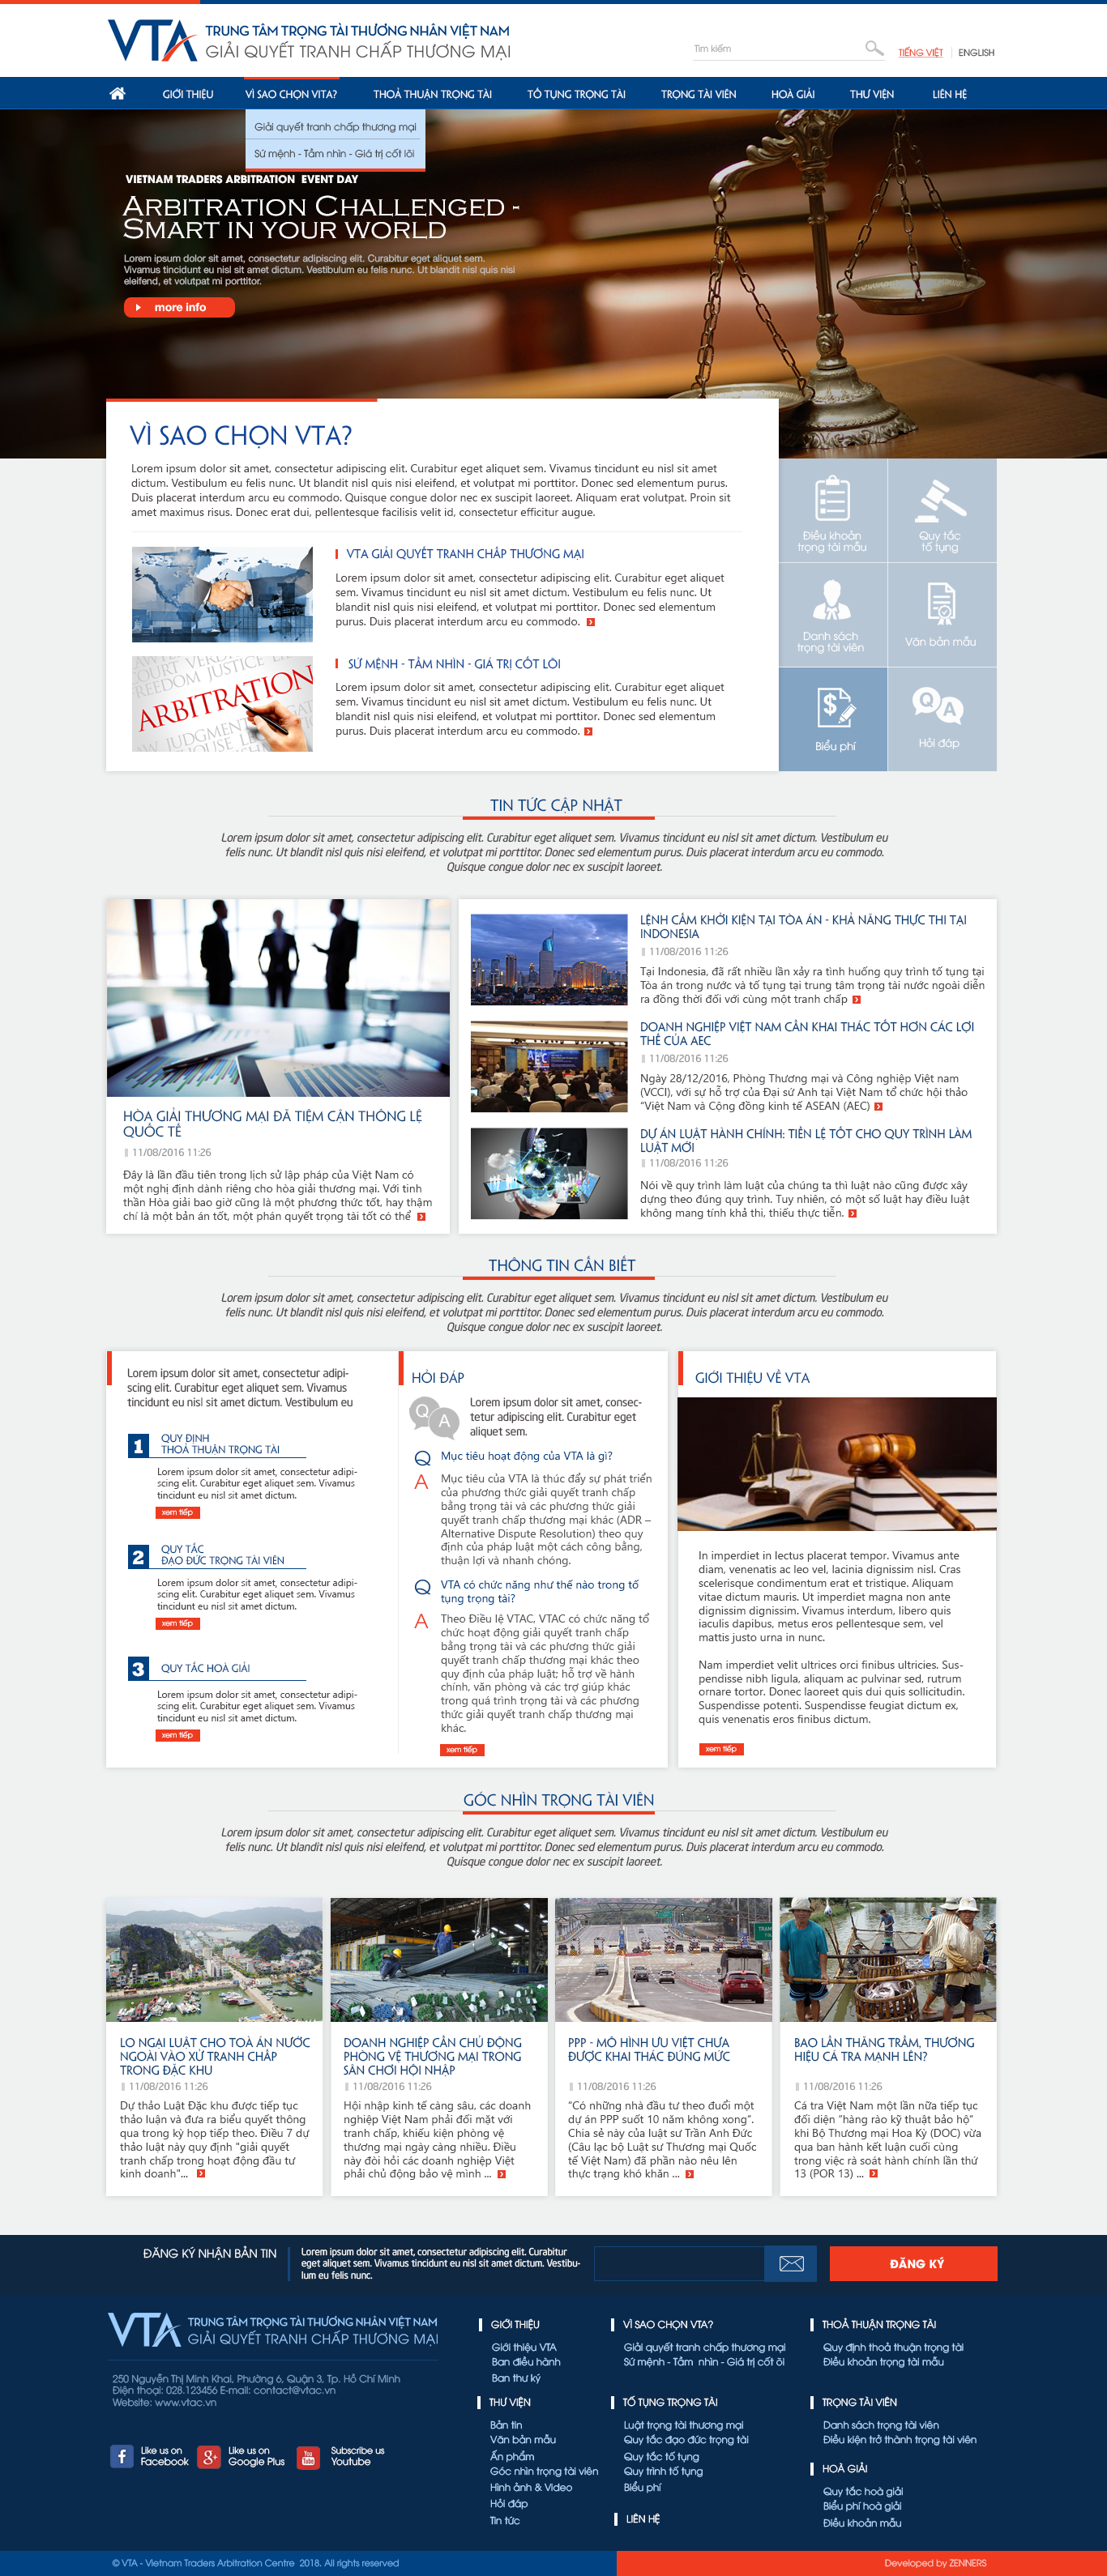 VTA TRUNG TÂM TRỌNG TÀI THƯƠNG NHÂN VIỆT NAM
GIẢI QUYẾT TRANH CHẤP THƯƠNG MẠI
Tìm kiếm
TIẾNG VIỆT | ENGLISH
GIỚI THIỆU VÌ SAO CHỌN VITA? THOẢ THUẬN TRỌNG TÀI TỐ TỤNG TRỌNG TÀI TRỌNG TÀI VIÊN HOÀ GIẢI THƯ VIỆN LIÊN HỆ
Giải quyết tranh chấp thương mại
Sứ mệnh - Tầm nhìn - Giá trị cốt lõi
VIETNAM TRADERS ARBITRATION EVENT DAY
ARBITRATION CHALLENGED -
SMART IN YOUR WORLD
Lorem ipsum dolor sit amet, consectetur adipiscing elit. Curabitur eget aliquet sem.
Vivamus tincidunt eu nisl sit amet dictum. Vestibulum eu felis nunc. Ut blandit nisl quis nisi
eleifend, et volutpat mi porttitor.
more info
VÌ SAO CHỌN VTA?
Lorem ipsum dolor sit amet, consectetur adipiscing elit. Curabitur eget aliquet sem. Vivamus tincidunt eu nisl sit amet
dictum. Vestibulum eu felis nunc. Ut blandit nisl quis nisi eleifend, et volutpat mi porttitor. Donec sed elementum purus.
Duis placerat interdum arcu eu commodo. Quisque congue dolor nec ex suscipit laoreet. Aliquam erat volutpat. Proin sit
amet maximus risus. Donec erat dui, pellentesque facilisis velit id, consectetur efficitur augue.
VTA GIẢI QUYẾT TRANH CHẤP THƯƠNG MẠI
Lorem ipsum dolor sit amet, consectetur adipiscing elit. Curabitur eget aliquet
sem. Vivamus tincidunt eu nisl sit amet dictum. Vestibulum eu felis nunc. Ut
blandit nisl quis nisi eleifend, et volutpat mi porttitor. Donec sed elementum
purus. Duis placerat interdum arcu eu commodo.
ARBITRATION
SỨ MỆNH - TẦM NHÌN - GIÁ TRỊ CỐT LÕI
Lorem ipsum dolor sit amet, consectetur adipiscing elit. Curabitur eget aliquet
sem. Vivamus tincidunt eu nisl sit amet dictum. Vestibulum eu felis nunc. Ut
blandit nisl quis nisi eleifend, et volutpat mi porttitor. Donec sed elementum
purus. Duis placerat interdum arcu eu commodo.
Điều khoản
trọng tài mẫu
Quy tắc
tố tụng
Danh sách
trọng tài viên
Văn bản mẫu
Biểu phí
Q A
Hỏi đáp
TIN TỨC CẬP NHẬT
Lorem ipsum dolor sit amet, consectetur adipiscing elit. Curabitur eget aliquet sem. Vivamus tincidunt eu nisl sit amet dictum. Vestibulum eu
felis nunc. Ut blandit nisl quis nisi eleifend, et volutpat mi porttitor. Donec sed elementum purus. Duis placerat interdum arcu eu commodo.
Quisque congue dolor nec ex suscipit laoreet.
HÒA GIẢI THƯƠNG MẠI ĐÃ TIỆM CẬN THÔNG LỆ
QUỐC TẾ
11/08/2016 11:26
Đây là lần đầu tiên trong lịch sử lập pháp của Việt Nam có
một nghị định dành riêng cho hòa giải thương mại. Với tinh
thần Hòa giải bao giờ cũng là một phương thức tốt, hay thậm
chí là một bản án tốt, một phán quyết trọng tài tốt có thể
LỆNH CẤM KHỞI KIỆN TẠI TÒA ÁN - KHẢ NĂNG THỰC THI TẠI
INDONESIA
11/08/2016 11:26
Tại Indonesia, đã rất nhiều lần xảy ra tình huống quy trình tố tụng tại
Tòa án trong nước và tố tụng tại trung tâm trọng tài nước ngoài diễn
ra đồng thời đối với cùng một tranh chấp
AEC
DOANH NGHIỆP VIỆT NAM CẦN KHAI THÁC TỐT HƠN CÁC LỢI
THẾ CỦA AEC
11/08/2016 11:26
Ngày 28/12/2016, Phòng Thương mại và Công nghiệp Việt nam
(VCCI), với sự hỗ trợ của Đại sứ Anh tại Việt Nam tổ chức hội thảo
“Việt Nam và Cộng đồng kinh tế ASEAN (AEC)
DỰ ÁN LUẬT HÀNH CHÍNH: TIỀN LỆ TỐT CHO QUY TRÌNH LÀM
LUẬT MỚI
11/08/2016 11:26
Nói về quy trình làm luật của chúng ta thì luật nào cũng được xây
dựng theo đúng quy trình. Tuy nhiên, có một số luật hay điều luật
không mang tính khả thi, thiếu thực tiễn.
THÔNG TIN CẦN BIẾT
Lorem ipsum dolor sit amet, consectetur adipiscing elit. Curabitur eget aliquet sem. Vivamus tincidunt eu nisl sit amet dictum. Vestibulum eu
felis nunc. Ut blandit nisl quis nisi eleifend, et volutpat mi porttitor. Donec sed elementum purus. Duis placerat interdum arcu eu commodo.
Quisque congue dolor nec ex suscipit laoreet.
Lorem ipsum dolor sit amet, consectetur adipi-
scing elit. Curabitur eget aliquet sem. Vivamus
tincidunt eu nisl sit amet dictum. Vestibulum eu
1 QUY ĐỊNH
THOẢ THUẬN TRỌNG TÀI
Lorem ipsum dolor sit amet, consectetur adipi-
scing elit. Curabitur eget aliquet sem. Vivamus
tincidunt eu nisl sit amet dictum.
xem tiếp
2 QUY TẮC
ĐẠO ĐỨC TRỌNG TÀI VIÊN
Lorem ipsum dolor sit amet, consectetur adipi-
scing elit. Curabitur eget aliquet sem. Vivamus
tincidunt eu nisl sit amet dictum.
xem tiếp
3 QUY TẮC HOÀ GIẢI
Lorem ipsum dolor sit amet, consectetur adipi-
scing elit. Curabitur eget aliquet sem. Vivamus
tincidunt eu nisl sit amet dictum.
xem tiếp
HỎI ĐÁP
Q A
Lorem ipsum dolor sit amet, consec-
tetur adipiscing elit. Curabitur eget
aliquet sem.
Q Mục tiêu hoạt động của VTA là gì?
A Mục tiêu của VTA là thúc đẩy sự phát triển
của phương thức giải quyết tranh chấp
bằng trọng tài và các phương thức giải
quyết tranh chấp thương mại khác (ADR –
Alternative Dispute Resolution) theo quy
định của pháp luật một cách công bằng,
thuận lợi và nhanh chóng.
Q VTA có chức năng như thế nào trong tố
tụng trọng tài?
A Theo Điều lệ VTAC, VTAC có chức năng tổ
chức hoạt động giải quyết tranh chấp
bằng trọng tài và các phương thức giải
quyết tranh chấp thương mại khác theo
quy định của pháp luật; hỗ trợ về hành
chính, văn phòng và các trợ giúp khác
trong quá trình trọng tài và các phương
thức giải quyết tranh chấp thương mại
khác.
xem tiếp
GIỚI THIỆU VỀ VTA
In imperdiet in lectus placerat tempor. Vivamus ante
diam, venenatis ac leo vel, lacinia dignissim nisl. Cras
scelerisque condimentum erat et tristique. Aliquam
vitae dictum mauris. Ut imperdiet magna non ante
dignissim dignissim. Vivamus interdum, libero quis
iaculis dapibus, metus eros pellentesque sem, vel
mattis justo urna in nunc.
Nam imperdiet velit ultrices orci finibus ultricies. Sus-
pendisse nibh ligula, aliquam ac pulvinar sed, rutrum
ornare tortor. Donec laoreet quis dui quis sollicitudin.
Suspendisse potenti. Suspendisse feugiat dictum ex,
quis venenatis eros finibus dictum.
xem tiếp
GÓC NHÌN TRỌNG TÀI VIÊN
Lorem ipsum dolor sit amet, consectetur adipiscing elit. Curabitur eget aliquet sem. Vivamus tincidunt eu nisl sit amet dictum. Vestibulum eu
felis nunc. Ut blandit nisl quis nisi eleifend, et volutpat mi porttitor. Donec sed elementum purus. Duis placerat interdum arcu eu commodo.
Quisque congue dolor nec ex suscipit laoreet.
LO NGẠI LUẬT CHO TOÀ ÁN NƯỚC
NGOÀI VÀO XỬ TRANH CHẤP
TRONG ĐẶC KHU
11/08/2016 11:26
Dự thảo Luật Đặc khu được tiếp tục
thảo luận và đưa ra biểu quyết thông
qua trong kỳ họp tiếp theo. Điều 7 dự
thảo luật này quy định "giải quyết
tranh chấp trong hoạt động đầu tư
kinh doanh"...
DOANH NGHIỆP CẦN CHỦ ĐỘNG
PHÒNG VỆ THƯƠNG MẠI TRONG
SÂN CHƠI HỘI NHẬP
11/08/2016 11:26
Hội nhập kinh tế càng sâu, các doanh
nghiệp Việt Nam phải đối mặt với
tranh chấp, khiếu kiện phòng vệ
thương mại ngày càng nhiều. Điều
này đòi hỏi các doanh nghiệp Việt
phải chủ động bảo vệ mình ...
PPP - MÔ HÌNH ƯU VIỆT CHƯA
ĐƯỢC KHAI THÁC ĐÚNG MỨC
11/08/2016 11:26
“Có những nhà đầu tư theo đuổi một
dự án PPP suốt 10 năm không xong”.
Chia sẻ này của luật sư Trần Anh Đức
(Câu lạc bộ Luật sư Thương mại Quốc
tế Việt Nam) đã phần nào nêu lên
thực trạng khó khăn ...
BAO LẦN THĂNG TRẦM, THƯƠNG
HIỆU CÁ TRA MẠNH LÊN?
11/08/2016 11:26
Cá tra Việt Nam một lần nữa tiếp tục
đối diện “hàng rào kỹ thuật bảo hộ”
khi Bộ Thương mại Hoa Kỳ (DOC) vừa
qua ban hành kết luận cuối cùng
trong việc rà soát hành chính lần thứ
13 (POR 13) ...
ĐĂNG KÝ NHẬN BẢN TIN
Lorem ipsum dolor sit amet, consectetur adipiscing elit. Curabitur
eget aliquet sem. Vivamus tincidunt eu nisl sit amet dictum. Vestibu-
lum eu felis nunc.
ĐĂNG KÝ
VTA TRUNG TÂM TRỌNG TÀI THƯƠNG NHÂN VIỆT NAM
GIẢI QUYẾT TRANH CHẤP THƯƠNG MẠI
250 Nguyễn Thị Minh Khai, Phường 6, Quận 3, Tp. Hồ Chí Minh
Điện thoại: 028.123456 E-mail: contact@vtac.vn
Website: www.vtac.vn
Like us on
Facebook
Like us on
Google Plus
Subscribe us
Youtube
GIỚI THIỆU
Giới thiệu VTA
Ban điều hành
Ban thư ký
THƯ VIỆN
Bản tin
Văn bản mẫu
Ấn phẩm
Góc nhìn trọng tài viên
Hình ảnh & Video
Hỏi đáp
Tin tức
VÌ SAO CHỌN VTA?
Giải quyết tranh chấp thương mại
Sứ mệnh - Tầm nhìn - Giá trị cốt õi
TỐ TỤNG TRỌNG TÀI
Luật trọng tài thương mại
Quy tắc đạo đức trọng tài
Quy tắc tố tụng
Quy trình tố tụng
Biểu phí
LIÊN HỆ
THOẢ THUẬN TRỌNG TÀI
Quy định thoả thuận trọng tài
Điều khoản trọng tài mẫu
TRỌNG TÀI VIÊN
Danh sách trọng tài viên
Điều kiện trở thành trọng tài viên
HOÀ GIẢI
Quy tắc hoà giải
Biểu phí hoà giải
Điều khoản mẫu
© VTA - Vietnam Traders Arbitration Centre 2018. All rights reserved
Developed by ZENNERS